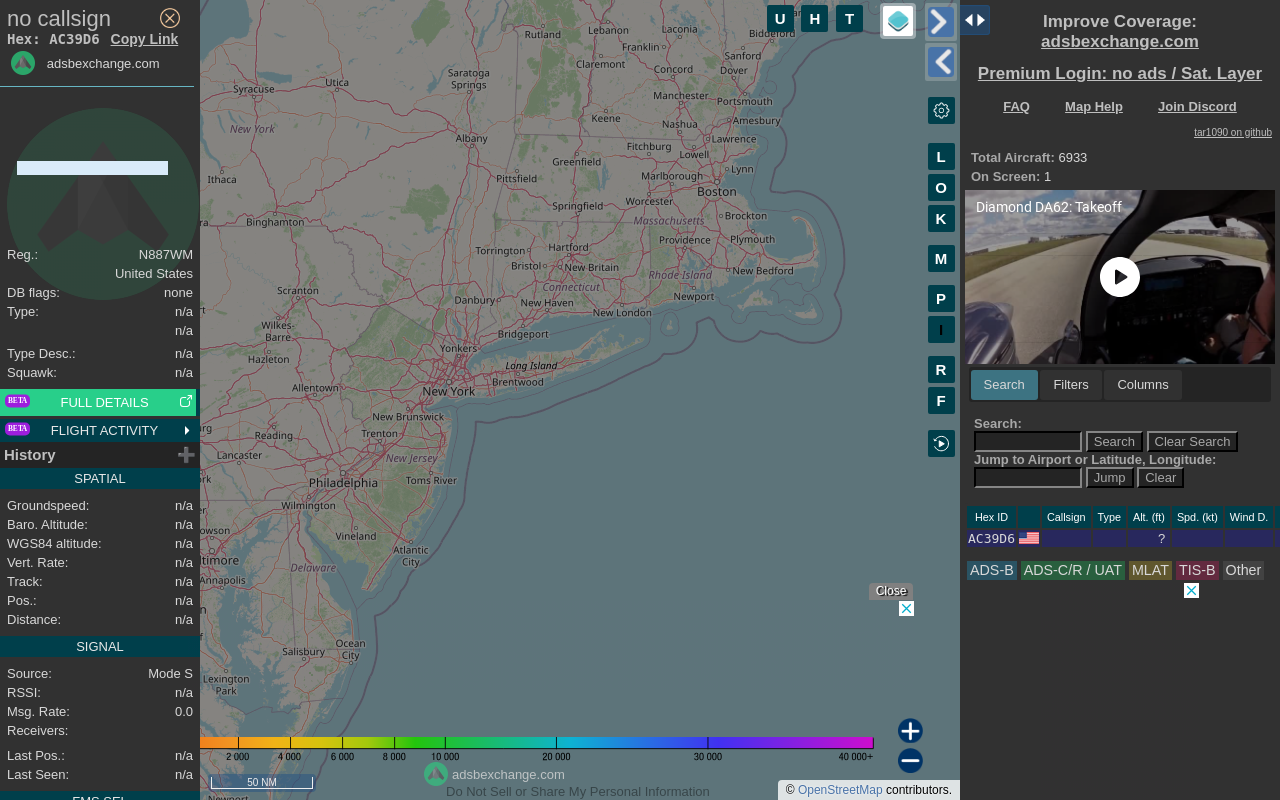 no callsign
Hex: AC39D6 Copy Link
adsbexchange.com
Reg.: N887WM
United States
DB flags: none
Type: n/a
n/a
Type Desc.: n/a
Squawk: n/a
BETA FULL DETAILS
BETA FLIGHT ACTIVITY
History
SPATIAL
Groundspeed: n/a
Baro. Altitude: n/a
WGS84 altitude: n/a
Vert. Rate: n/a
Track: n/a
Pos.: n/a
Distance: n/a
SIGNAL
Source: Mode S
RSSI: n/a
Msg. Rate: 0.0
Receivers:
Last Pos.: n/a
Last Seen: n/a
U H T
L
O
K
M
P
I
R
F
Rutland
Lebanon
Laconia
Biddeford
Franklin
Sanford
Claremont
Concord
Dover
Saratoga
Springs
Utica
Syracuse
Manchester
Portsmouth
Keene
Nashua
Amesbury
New York
Albany
Fitchburg
Lawrence
Greenfield
Lowell
Ithaca
Pittsfield
Marlborough
Lynn
Boston
Springfield
Worcester
Binghamton
Massachusetts
Brockton
Torrington
Hartford
Providence
Plymouth
Bristol
New Britain
Rhode Island
New Bedford
Connecticut
Scranton
Danbury
New Haven
Newport
New London
Wilkes-
Barre
Bridgeport
Hazleton
Yonkers
Long Island
Allentown
New York
Brentwood
New Brunswick
Reading
Trenton
Lancaster
New Jersey
Philadelphia
Toms River
Wilmington
Vineland
Atlantic
City
Delaware
Annapolis
Ocean
City
Salisbury
Lexington
Park
Close
2 000 4 000 6 000 8 000 10 000 20 000 30 000 40 000+
50 NM
adsbexchange.com
Do Not Sell or Share My Personal Information
© OpenStreetMap contributors.
Improve Coverage:
adsbexchange.com
Premium Login: no ads / Sat. Layer
FAQ Map Help Join Discord
tar1090 on github
Total Aircraft: 6933
On Screen: 1
Diamond DA62: Takeoff
Search Filters Columns
Search:
Search Clear Search
Jump to Airport or Latitude, Longitude:
Jump Clear
Hex ID Callsign Type Alt. (ft) Spd. (kt) Wind D.
AC39D6 ?
ADS-B ADS-C/R / UAT MLAT TIS-B Other